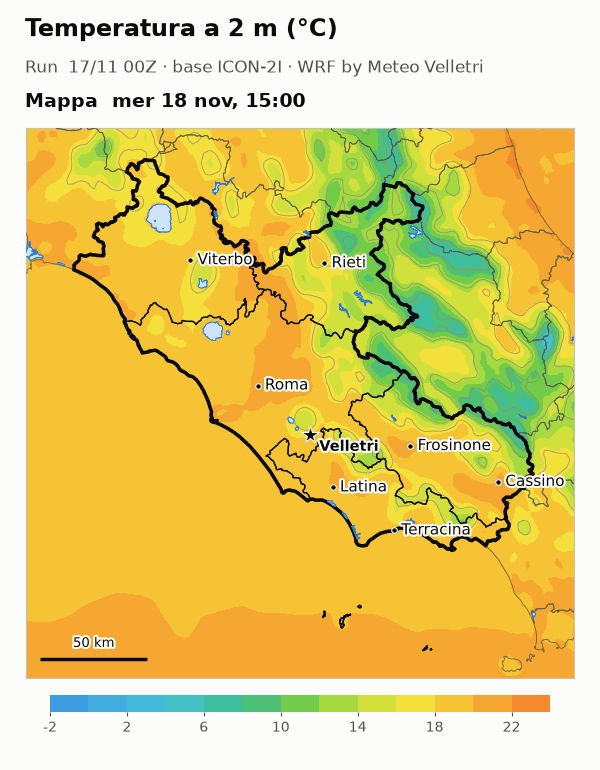 Temperatura a 2 m (°C)
Run  17/11 00Z · base ICON-2I · WRF by Meteo Velletri
Mappa  mer 18 nov, 15:00
Viterbo
Rieti
Roma
Velletri
Frosinone
Cassino
Latina
Terracina
50 km
-2 2 6 10 14 18 22